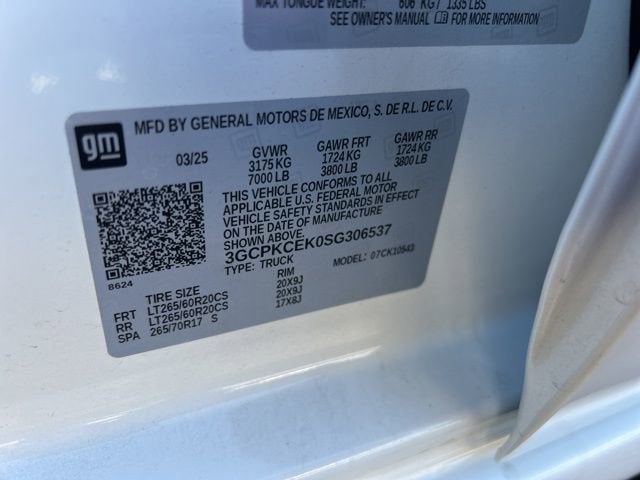 MAX TONGUE WEIGHT: 606 KG / 1335 LBS
SEE OWNER'S MANUAL FOR MORE INFORMATION
gm
MFD BY GENERAL MOTORS DE MEXICO, S. DE R.L. DE C.V.
03/25 GVWR GAWR FRT GAWR RR
3175 KG 1724 KG 1724 KG
7000 LB 3800 LB 3800 LB
THIS VEHICLE CONFORMS TO ALL
APPLICABLE U.S. FEDERAL MOTOR
VEHICLE SAFETY STANDARDS IN EFFECT
ON THE DATE OF MANUFACTURE
SHOWN ABOVE.
3GCPKCEK0SG306537
TYPE: TRUCK MODEL: 07CK10543
8624
TIRE SIZE RIM
FRT LT265/60R20CS 20X9J
RR LT265/60R20CS 20X9J
SPA 265/70R17 S 17X8J